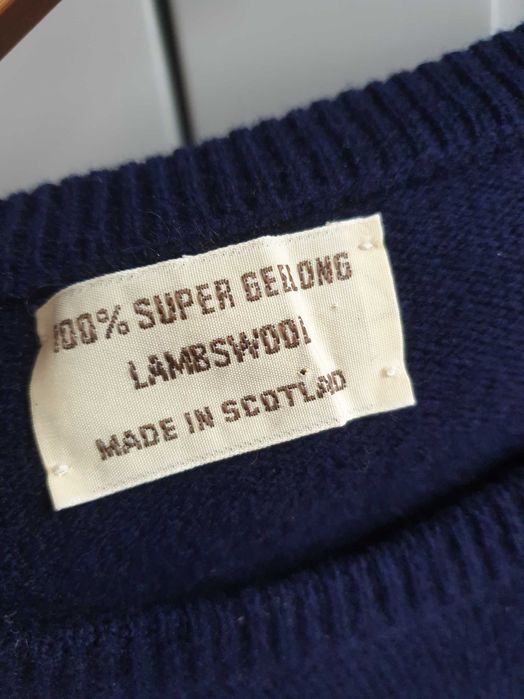 100% SUPER GEELONG
LAMBSWOOL
MADE IN SCOTLAND